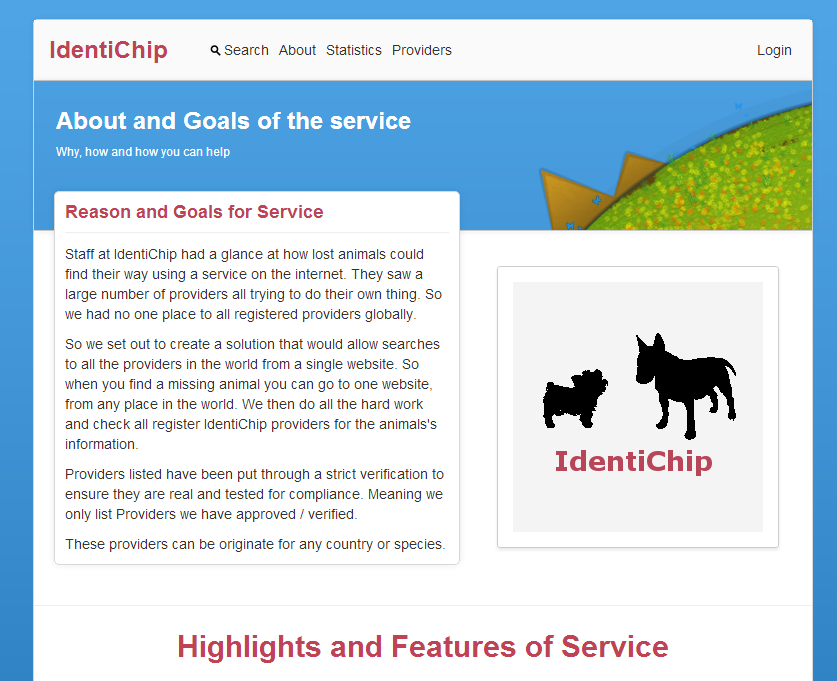 IdentiChip
Search About Statistics Providers
Login
About and Goals of the service
Why, how and how you can help
Reason and Goals for Service
Staff at IdentiChip had a glance at how lost animals could
find their way using a service on the internet. They saw a
large number of providers all trying to do their own thing. So
we had no one place to all registered providers globally.
So we set out to create a solution that would allow searches
to all the providers in the world from a single website. So
when you find a missing animal you can go to one website,
from any place in the world. We then do all the hard work
and check all register IdentiChip providers for the animals's
information.
Providers listed have been put through a strict verification to
ensure they are real and tested for compliance. Meaning we
only list Providers we have approved / verified.
These providers can be originate for any country or species.
IdentiChip
Highlights and Features of Service